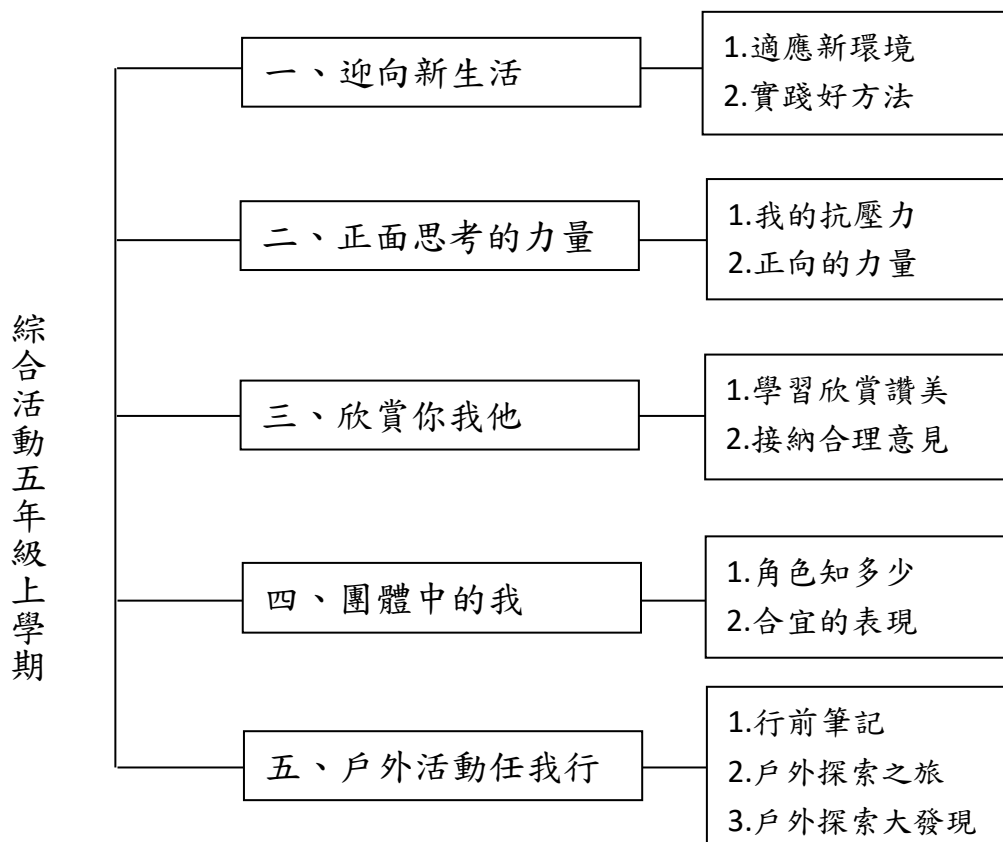 綜合活動五年級上學期
一、迎向新生活
1.適應新環境
2.實踐好方法
二、正面思考的力量
1.我的抗壓力
2.正向的力量
三、欣賞你我他
1.學習欣賞讚美
2.接納合理意見
四、團體中的我
1.角色知多少
2.合宜的表現
五、戶外活動任我行
1.行前筆記
2.戶外探索之旅
3.戶外探索大發現